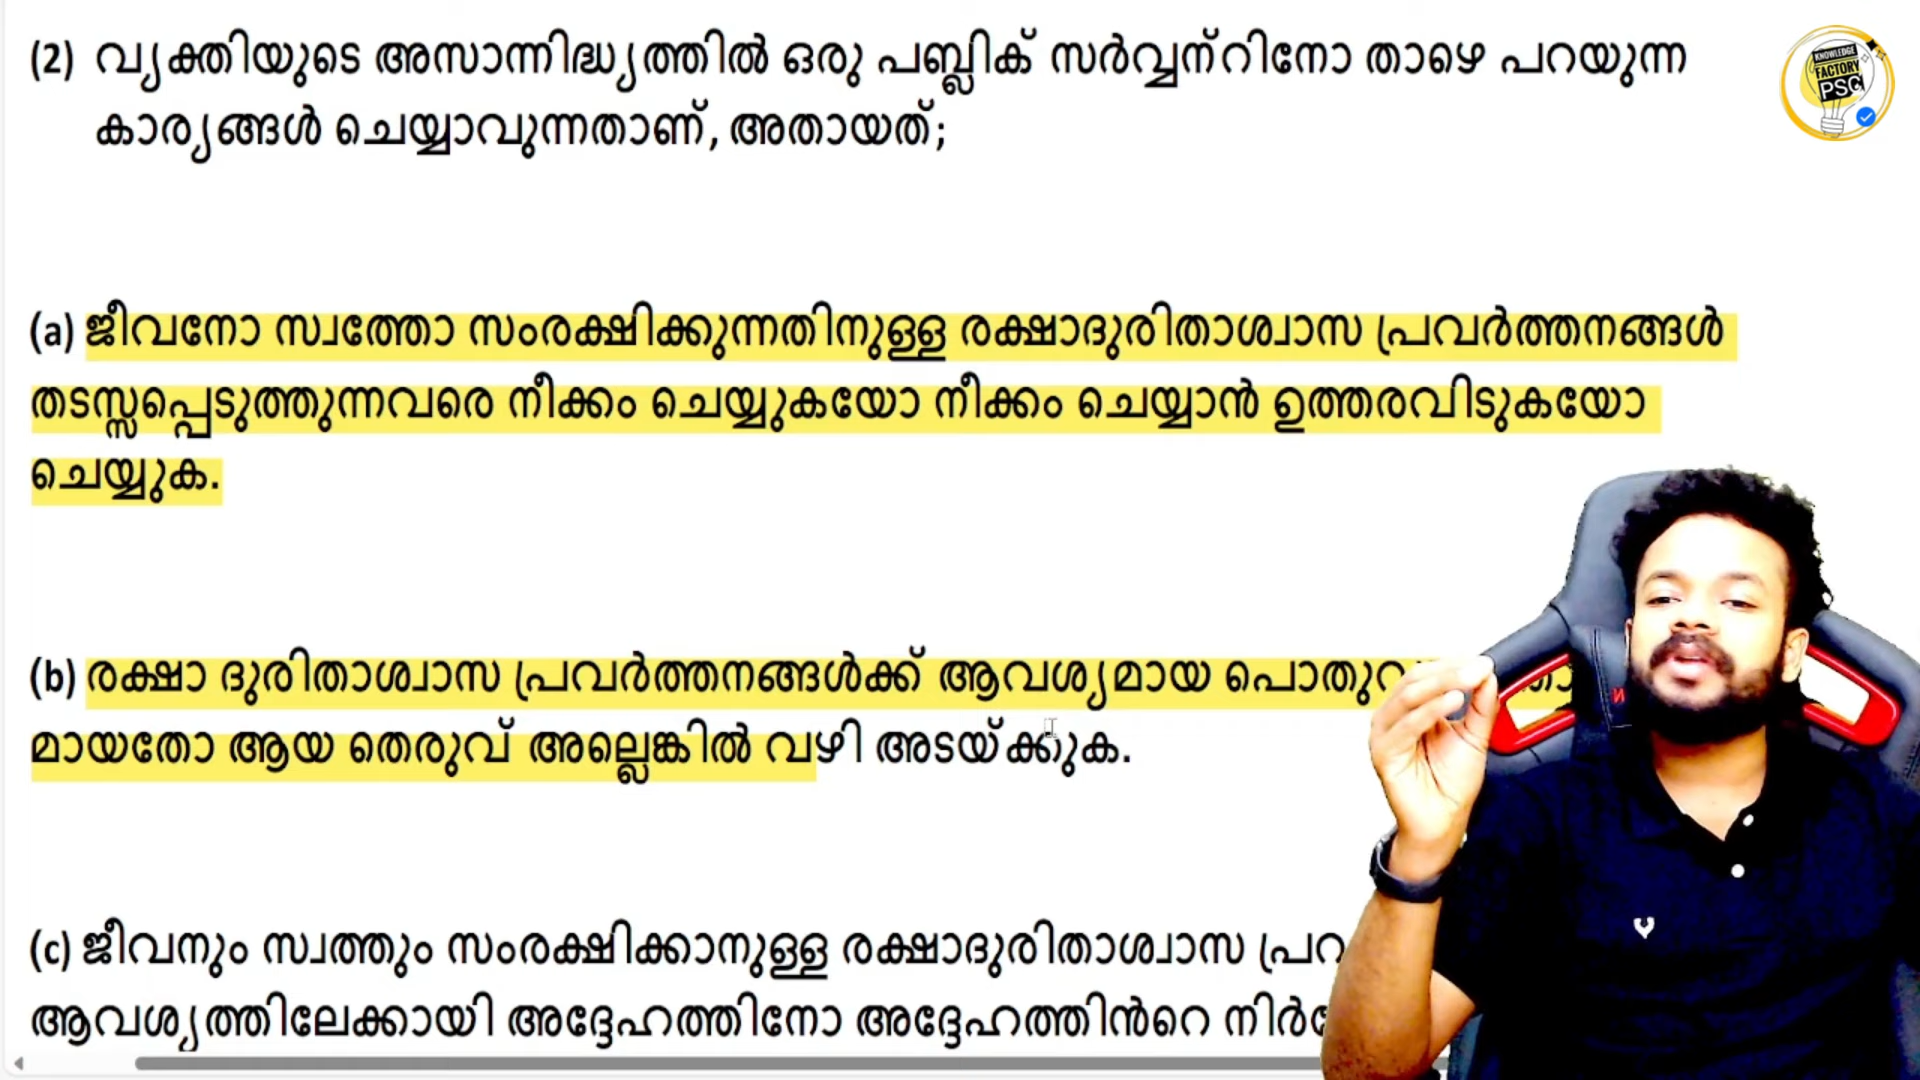 (2) വ്യക്തിയുടെ അസാന്നിദ്ധ്യത്തിൽ ഒരു പബ്ലിക് സർവ്വന്റിനോ താഴെ പറയുന്ന
കാര്യങ്ങൾ ചെയ്യാവുന്നതാണ്, അതായത്;
KNOWLEDGE
FACTORY
PSC
(a) ജീവനോ സ്വത്തോ സംരക്ഷിക്കുന്നതിനുള്ള രക്ഷാദുരിതാശ്വാസ പ്രവർത്തനങ്ങൾ
തടസ്സപ്പെടുത്തുന്നവരെ നീക്കം ചെയ്യുകയോ നീക്കം ചെയ്യാൻ ഉത്തരവിടുകയോ
ചെയ്യുക.
(b) രക്ഷാ ദുരിതാശ്വാസ പ്രവർത്തനങ്ങൾക്ക് ആവശ്യമായ
മായതോ ആയ തെരുവ് അല്ലെങ്കിൽ വഴി അടയ്ക്കുക.
(c) ജീവനും സ്വത്തും സംരക്ഷിക്കാനുള്ള രക്ഷാദുരിതാശ്വാസ
ആവശ്യത്തിലേക്കായി അദ്ദേഹത്തിനോ അദ്ദേഹത്തിൻറെ